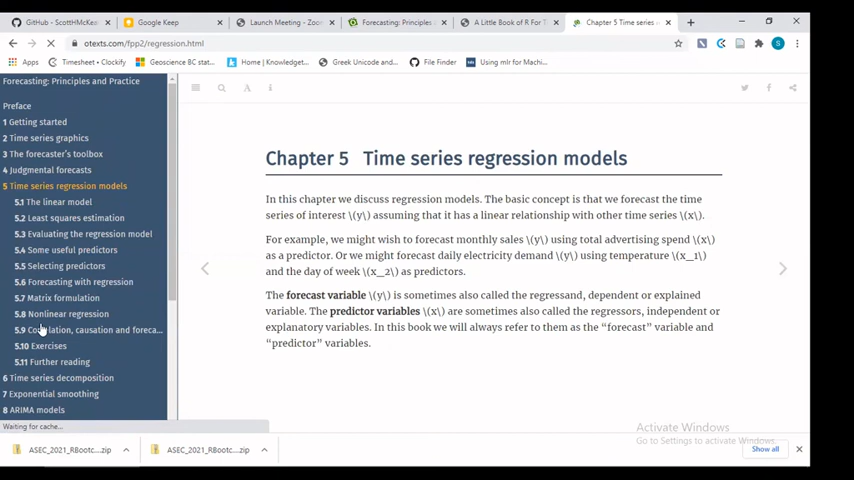 GitHub - ScottHMcKe
Google Keep
Launch Meeting - Zoo
Forecasting: Principles
A Little Book of R For T
Chapter 5 Time series
otexts.com/fpp2/regression.html
Apps
Timesheet • Clockify
Geoscience BC stat...
Home | Knowledget...
Greek Unicode and...
File Finder
Using mlr for Machi...
Forecasting: Principles and Practice
Preface
1 Getting started
2 Time series graphics
3 The forecaster's toolbox
4 Judgmental forecasts
5 Time series regression models
5.1 The linear model
5.2 Least squares estimation
5.3 Evaluating the regression model
5.4 Some useful predictors
5.5 Selecting predictors
5.6 Forecasting with regression
5.7 Matrix formulation
5.8 Nonlinear regression
5.9 Correlation, causation and foreca...
5.10 Exercises
5.11 Further reading
6 Time series decomposition
7 Exponential smoothing
8 ARIMA models
Waiting for cache...
Chapter 5 Time series regression models
In this chapter we discuss regression models. The basic concept is that we forecast the time
series of interest \(y\) assuming that it has a linear relationship with other time series \(x\).
For example, we might wish to forecast monthly sales \(y\) using total advertising spend \(x\)
as a predictor. Or we might forecast daily electricity demand \(y\) using temperature \(x_1\)
and the day of week \(x_2\) as predictors.
The forecast variable \(y\) is sometimes also called the regressand, dependent or explained
variable. The predictor variables \(x\) are sometimes also called the regressors, independent or
explanatory variables. In this book we will always refer to them as the “forecast” variable and
“predictor” variables.
Activate Windows
Go to Settings to activate Windows.
ASEC_2021_RBootc....zip
ASEC_2021_RBootc....zip
Show all